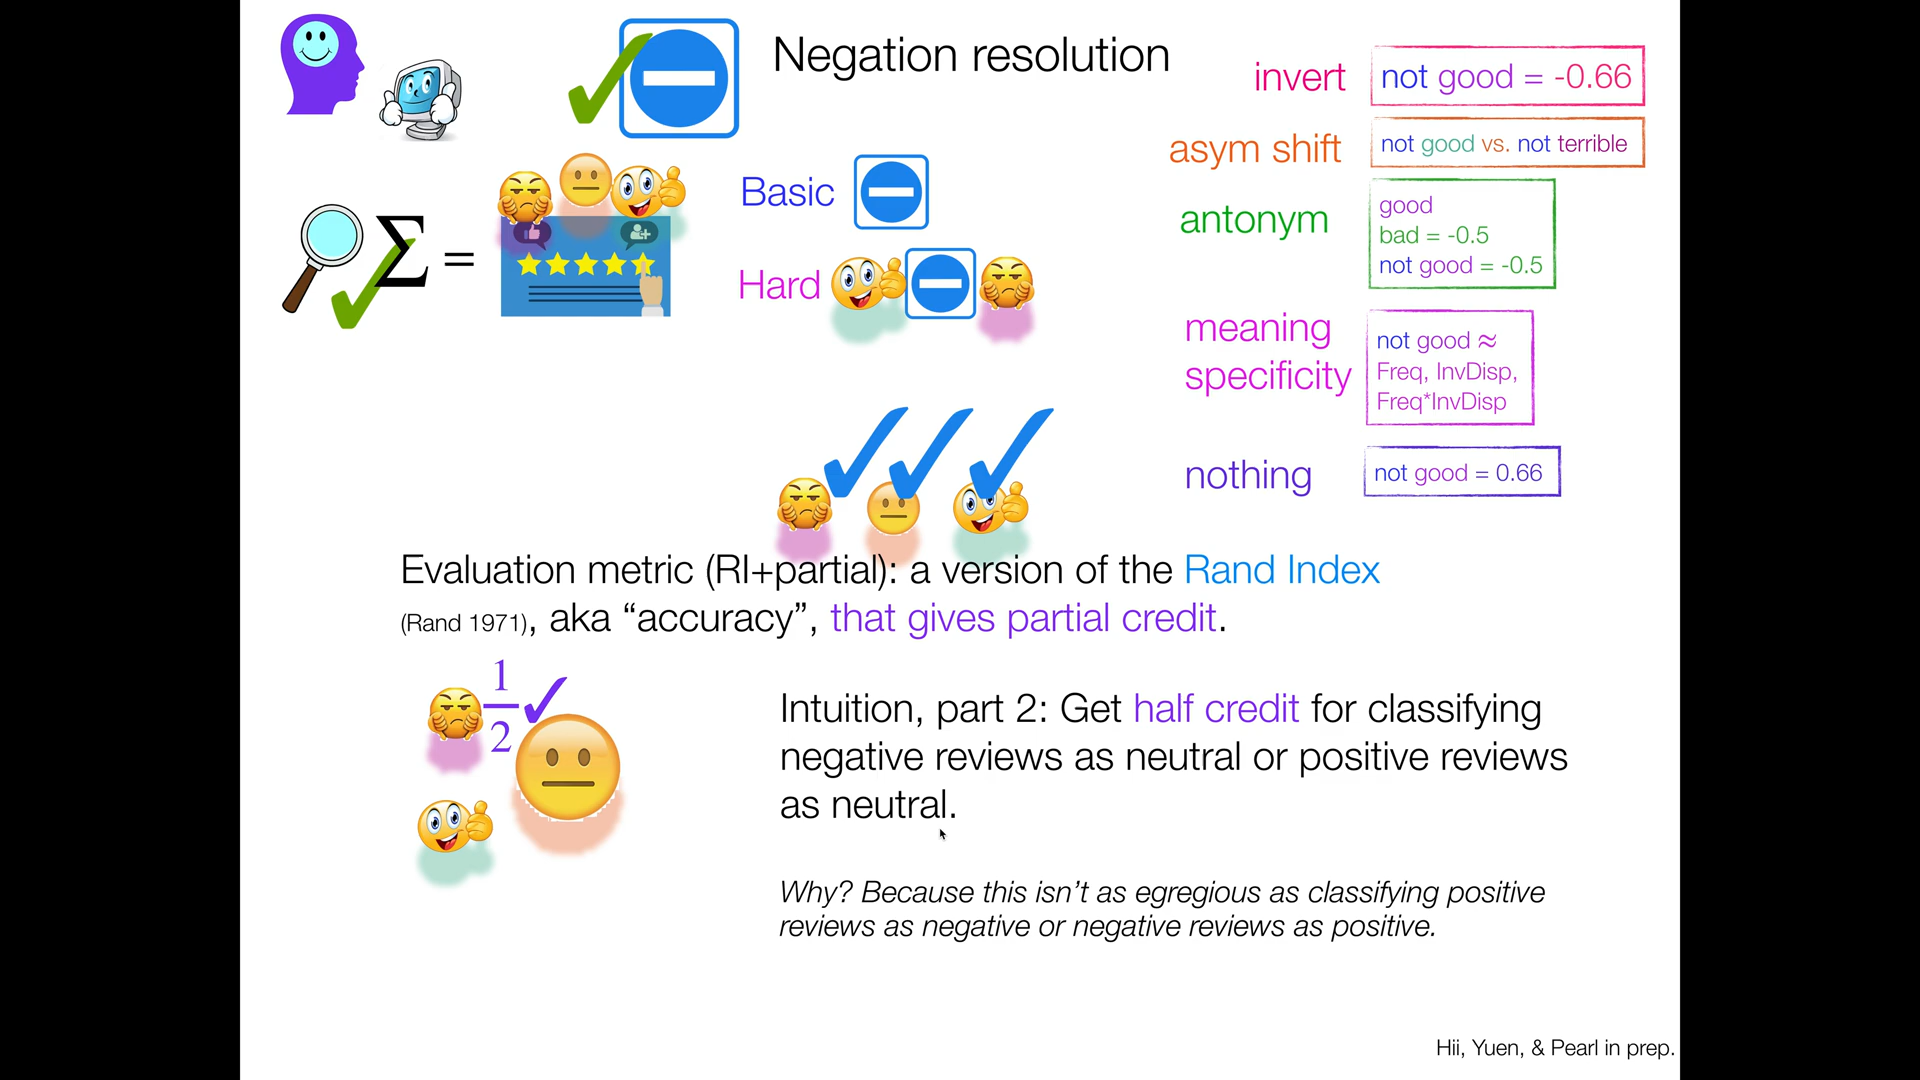 Negation resolution
invert
not good = -0.66
asym shift
not good vs. not terrible
Basic
antonym
good
bad = -0.5
not good = -0.5
Σ =
Hard
meaning
specificity
not good ≈
Freq, InvDisp,
Freq*InvDisp
nothing
not good = 0.66
Evaluation metric (RI+partial): a version of the Rand Index
(Rand 1971), aka “accuracy”, that gives partial credit.
1
2
Intuition, part 2: Get half credit for classifying
negative reviews as neutral or positive reviews
as neutral.
Why? Because this isn’t as egregious as classifying positive
reviews as negative or negative reviews as positive.
Hii, Yuen, & Pearl in prep.